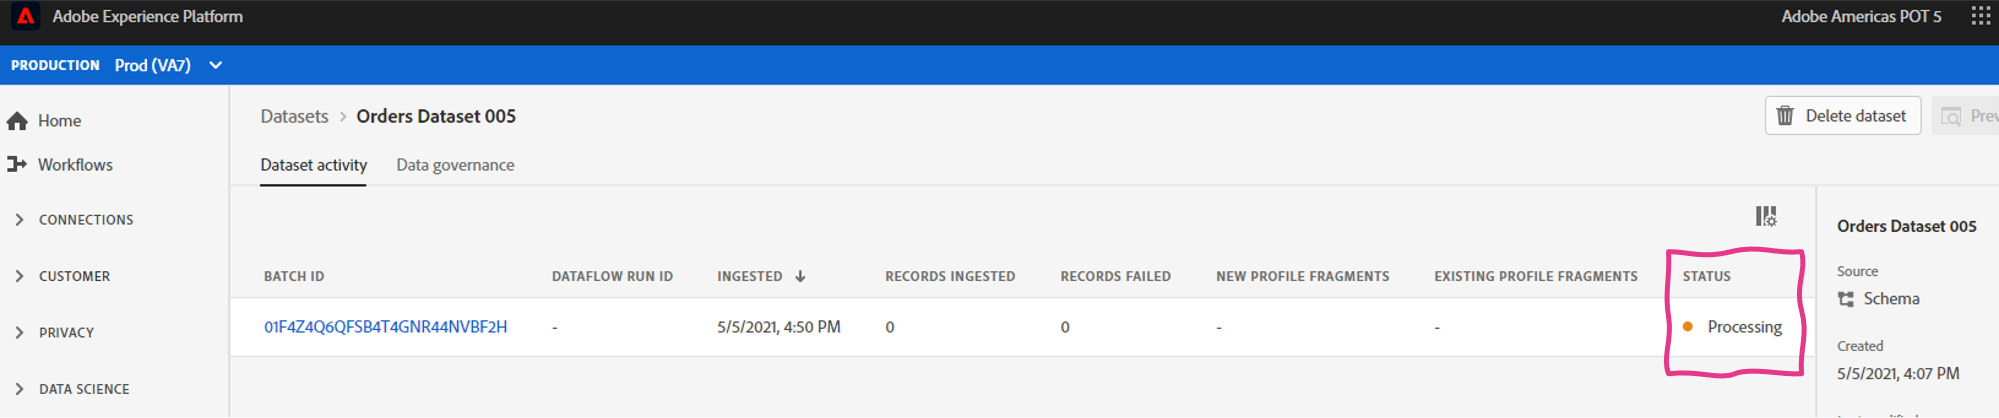 Adobe Experience Platform
Adobe Americas POT 5
PRODUCTION Prod (VA7)
Home
Workflows
CONNECTIONS
CUSTOMER
PRIVACY
DATA SCIENCE
Datasets > Orders Dataset 005
Delete dataset
Dataset activity Data governance
BATCH ID DATAFLOW RUN ID INGESTED ↓ RECORDS INGESTED RECORDS FAILED NEW PROFILE FRAGMENTS EXISTING PROFILE FRAGMENTS STATUS
01F4Z4Q6QFSB4T4GNR44NVBF2H - 5/5/2021, 4:50 PM 0 0 - - Processing
Orders Dataset 005
Source
Schema
Created
5/5/2021, 4:07 PM